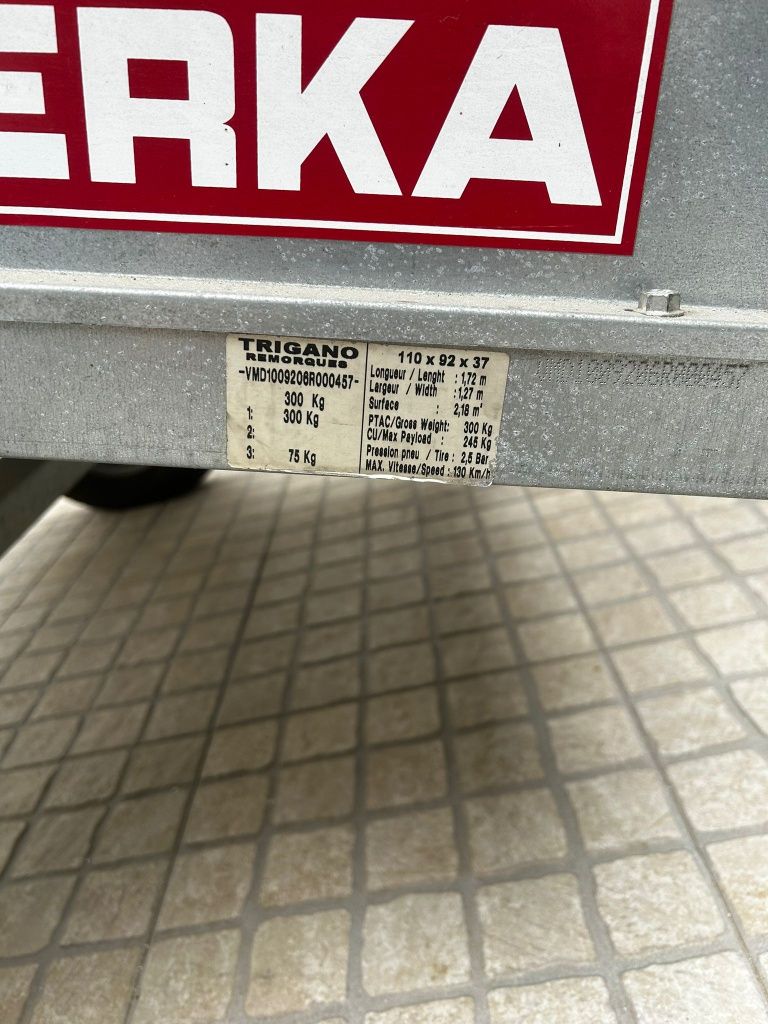 ERKA
TRIGANO
REMORQUES
-VMD1009206R000457-
300 Kg
1: 300 Kg
2:
3: 75 Kg
110 x 92 x 37
Longueur / Lenght : 1,72 m
Largeur / Width : 1,27 m
Surface : 2,18 m²
PTAC/Gross Weight: 300 Kg
CU/Max Payload : 245 Kg
Pression pneu / Tire : 2,5 Bar
MAX. Vitesse/Speed : 130 Km/h
VMD1009206R000457